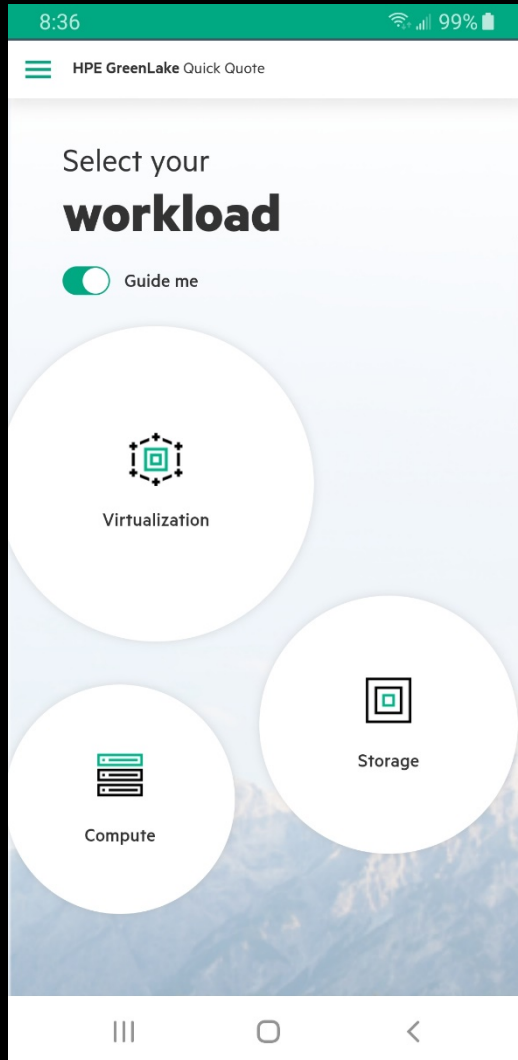 8:36 99%
HPE GreenLake Quick Quote
Select your
workload
Guide me
Virtualization
Storage
Compute